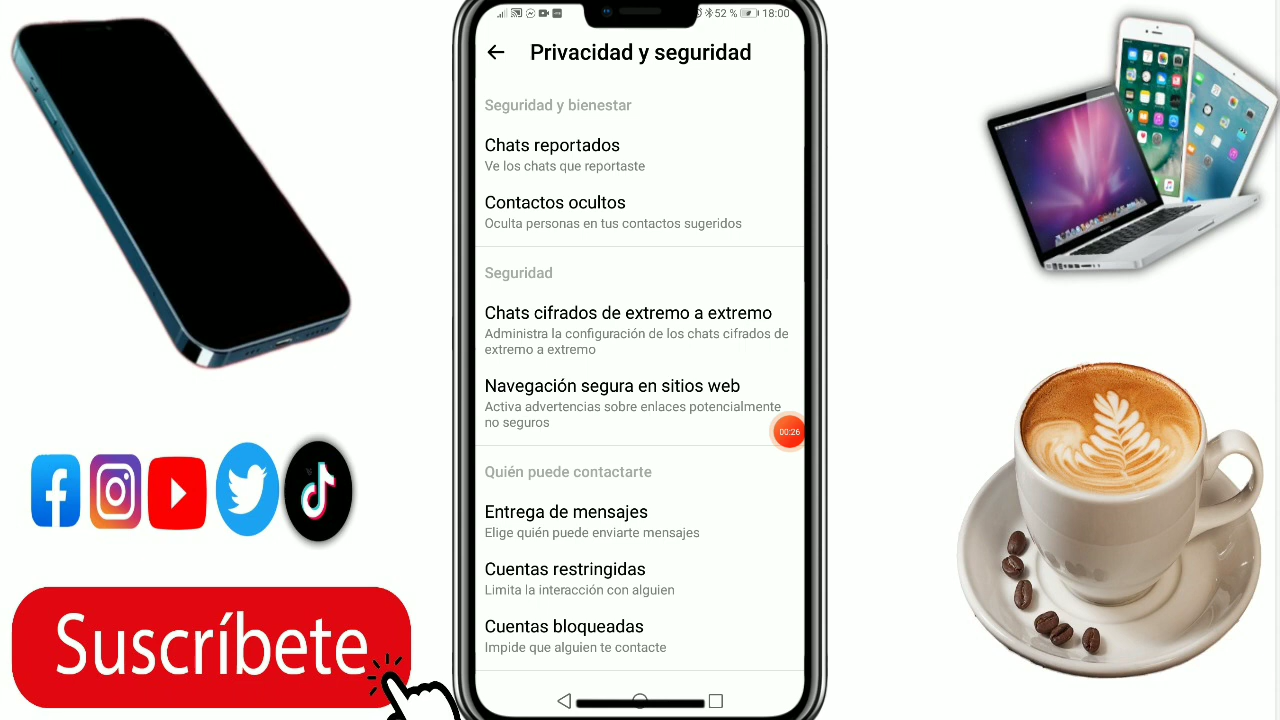 52 %
18:00
Privacidad y seguridad
Seguridad y bienestar
Chats reportados
Ve los chats que reportaste
Contactos ocultos
Oculta personas en tus contactos sugeridos
Seguridad
Chats cifrados de extremo a extremo
Administra la configuración de los chats cifrados de
extremo a extremo
Navegación segura en sitios web
Activa advertencias sobre enlaces potencialmente
no seguros
00:26
Quién puede contactarte
Entrega de mensajes
Elige quién puede enviarte mensajes
Cuentas restringidas
Limita la interacción con alguien
Cuentas bloqueadas
Impide que alguien te contacte
Suscríbete